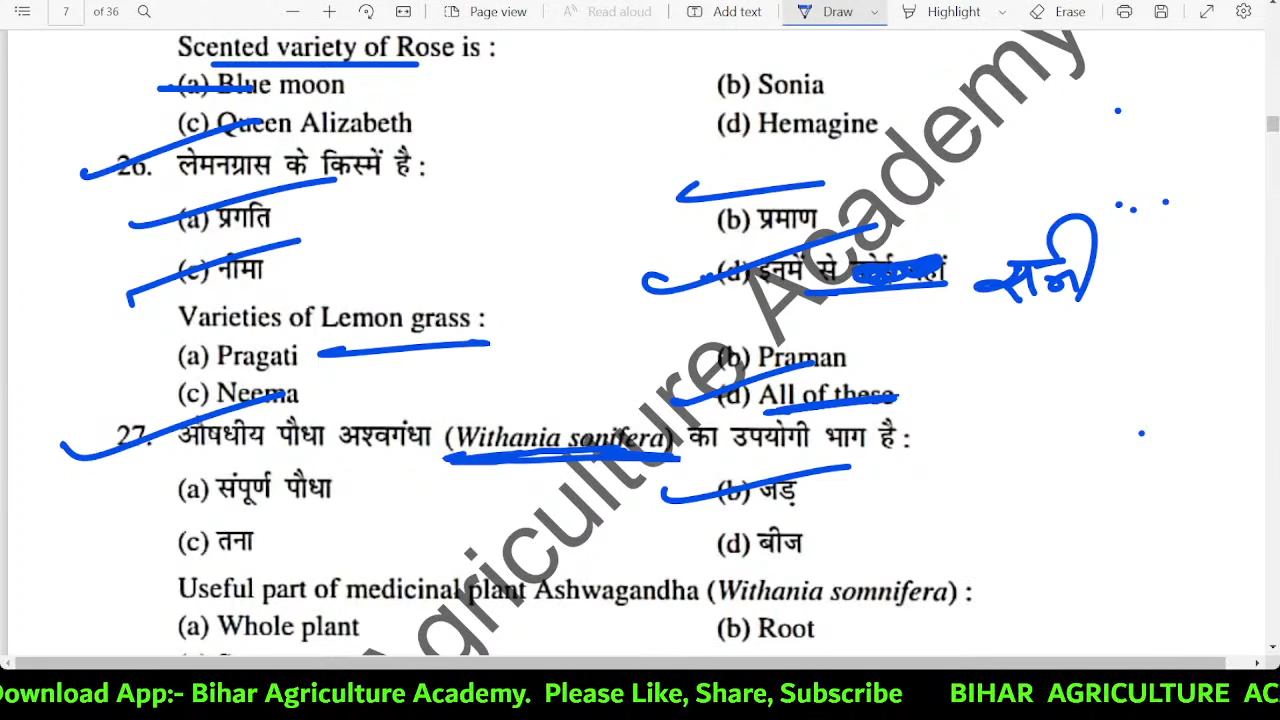 7 of 36 Page view Read aloud Add text Draw Highlight Erase
Scented variety of Rose is :
(a) Blue moon (b) Sonia
(c) Queen Alizabeth (d) Hemagine
26. लेमनग्रास के किस्में है :
(a) प्रगति (b) प्रमाण
(c) नीमा (d) इनमें से सभी
Varieties of Lemon grass :
(a) Pragati (b) Praman
(c) Neema (d) All of these
27. औषधीय पौधा अश्वगंधा (Withania sonifera) का उपयोगी भाग है :
(a) संपूर्ण पौधा (b) जड़
(c) तना (d) बीज
Useful part of medicinal plant Ashwagandha (Withania somnifera) :
(a) Whole plant (b) Root
Agriculture Academy
Download App:- Bihar Agriculture Academy. Please Like, Share, Subscribe BIHAR AGRICULTURE AC